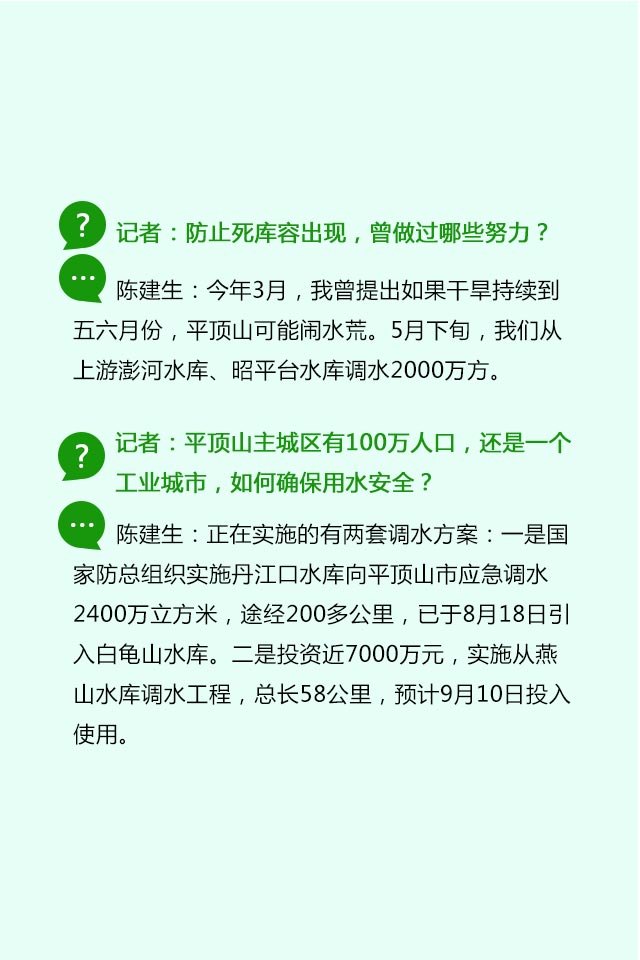 ?
记者：防止死库容出现，曾做过哪些努力？
...
陈建生：今年3月，我曾提出如果干旱持续到
五六月份，平顶山可能闹水荒。5月下旬，我们从
上游澎河水库、昭平台水库调水2000万方。
?
记者：平顶山主城区有100万人口，还是一个
工业城市，如何确保用水安全？
...
陈建生：正在实施的有两套调水方案：一是国
家防总组织实施丹江口水库向平顶山市应急调水
2400万立方米，途经200多公里，已于8月18日引
入白龟山水库。二是投资近7000万元，实施从燕
山水库调水工程，总长58公里，预计9月10日投入
使用。